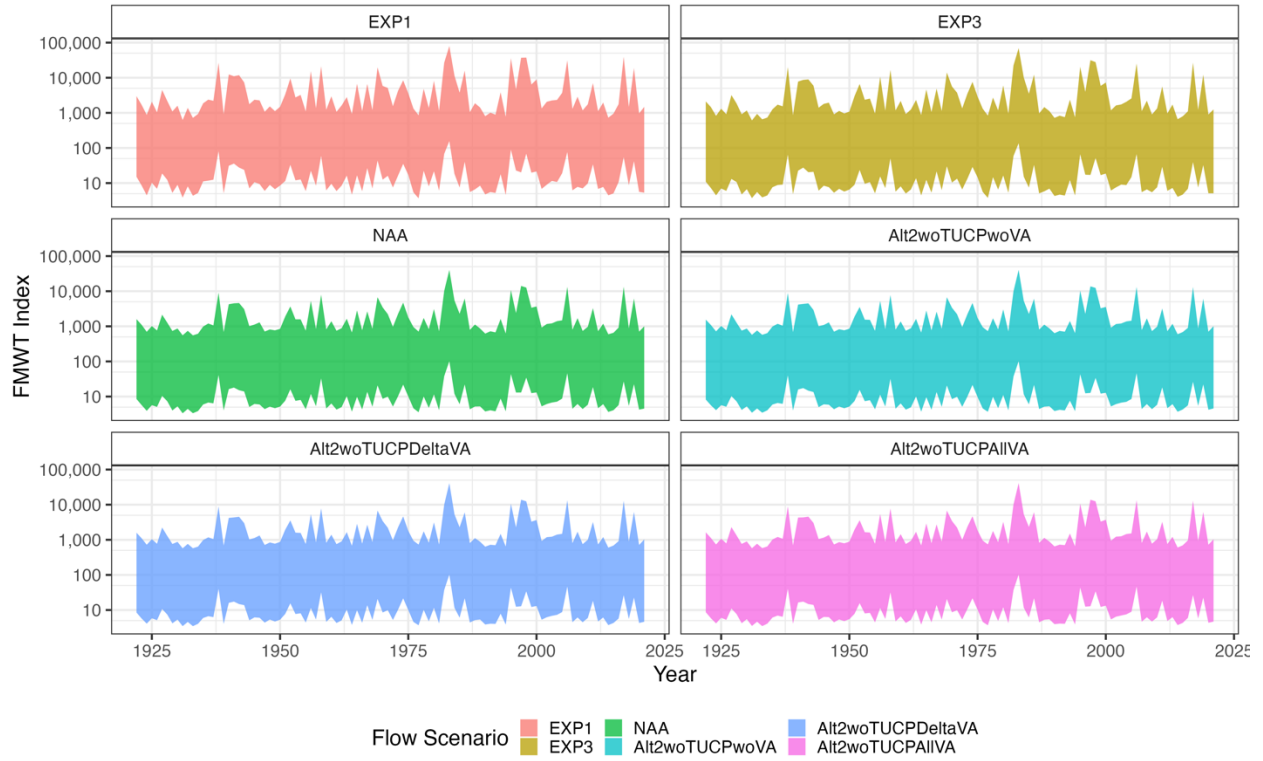 EXP1
EXP3
100,000
10,000
1,000
100
10
NAA
Alt2woTUCPwoVA
100,000
10,000
1,000
100
10
FMWT Index
Alt2woTUCPDeltaVA
Alt2woTUCPAllVA
100,000
10,000
1,000
100
10
1925 1950 1975 2000 2025 1925 1950 1975 2000 2025
Year
Flow Scenario
EXP1 NAA Alt2woTUCPDeltaVA
EXP3 Alt2woTUCPwoVA Alt2woTUCPAllVA